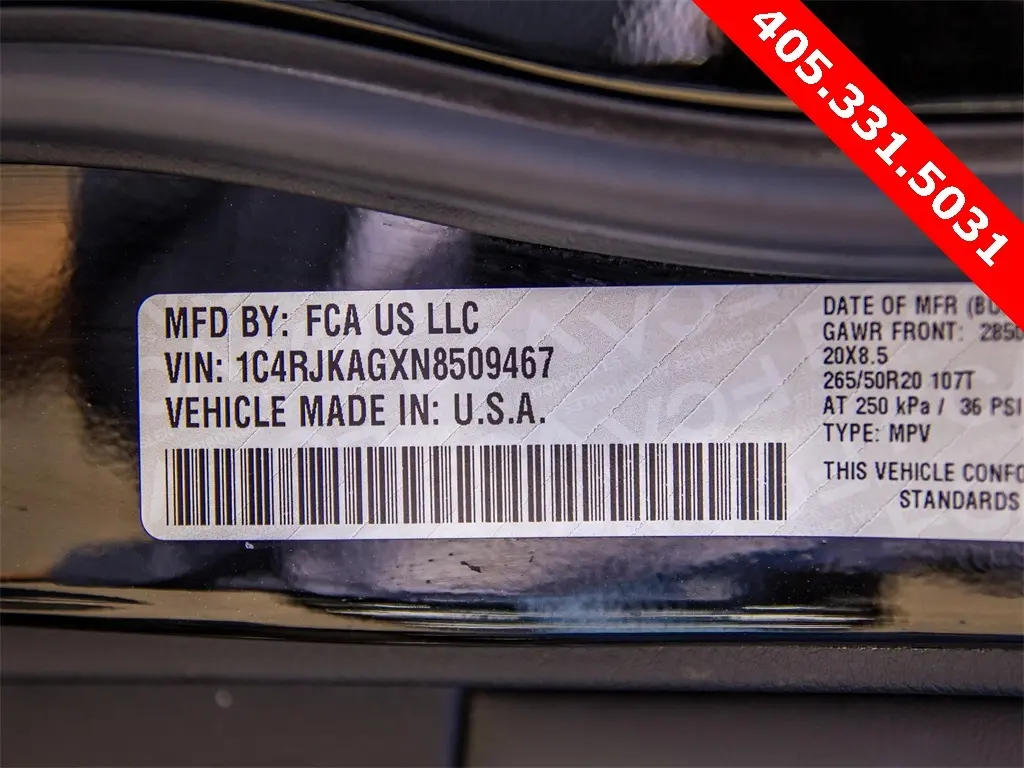 405.331.5031
MFD BY: FCA US LLC
VIN: 1C4RJKAGXN8509467
VEHICLE MADE IN: U.S.A.
DATE OF MFR
GAWR FRONT:
20X8.5
265/50R20 107T
AT 250 kPa / 36 PSI
TYPE: MPV
THIS VEHICLE
STANDARDS